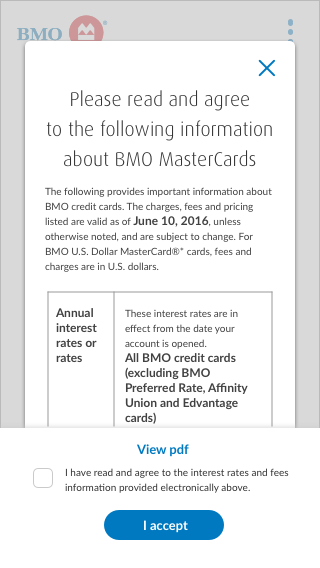 BMO
Please read and agree
to the following information
about BMO MasterCards
The following provides important information about
BMO credit cards. The charges, fees and pricing
listed are valid as of June 10, 2016, unless
otherwise noted, and are subject to change. For
BMO U.S. Dollar MasterCard®* cards, fees and
charges are in U.S. dollars.
Annual
interest
rates or
rates
These interest rates are in
effect from the date your
account is opened.
All BMO credit cards
(excluding BMO
Preferred Rate, Affinity
Union and Edvantage
cards)
View pdf
I have read and agree to the interest rates and fees
information provided electronically above.
I accept